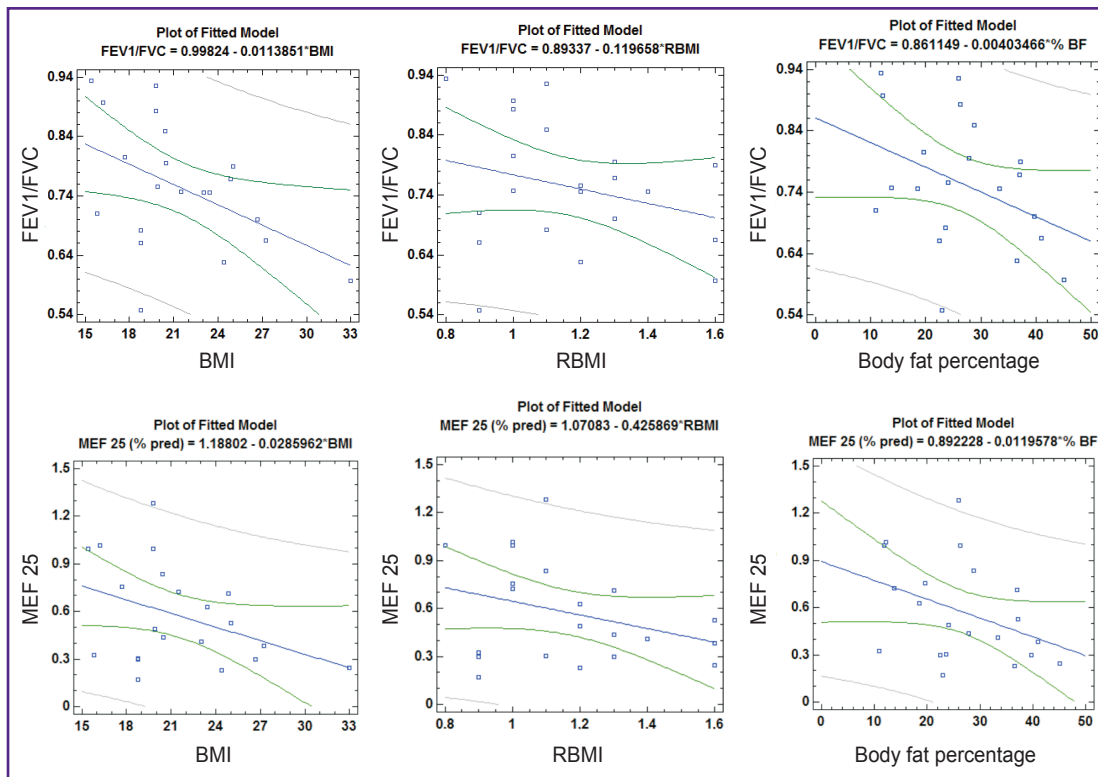 Plot of Fitted Model
FEV1/FVC = 0.99824 - 0.0113851*BMI
0.94
0.84
0.74
0.64
0.54
FEV1/FVC
15 18 21 24 27 30 33
BMI
Plot of Fitted Model
FEV1/FVC = 0.89337 - 0.119658*RBMI
0.94
0.84
0.74
0.64
0.54
FEV1/FVC
0.8 1 1.2 1.4 1.6
RBMI
Plot of Fitted Model
FEV1/FVC = 0.861149 - 0.00403466*% BF
0.94
0.84
0.74
0.64
0.54
FEV1/FVC
0 10 20 30 40 50
Body fat percentage
Plot of Fitted Model
MEF 25 (% pred) = 1.18802 - 0.0285962*BMI
1.5
1.2
0.9
0.6
0.3
0
MEF 25
15 18 21 24 27 30 33
BMI
Plot of Fitted Model
MEF 25 (% pred) = 1.07083 - 0.425869*RBMI
1.5
1.2
0.9
0.6
0.3
0
MEF 25
0.8 1 1.2 1.4 1.6
RBMI
Plot of Fitted Model
MEF 25 (% pred) = 0.892228 - 0.0119578*% BF
1.5
1.2
0.9
0.6
0.3
0
MEF 25
0 10 20 30 40 50
Body fat percentage